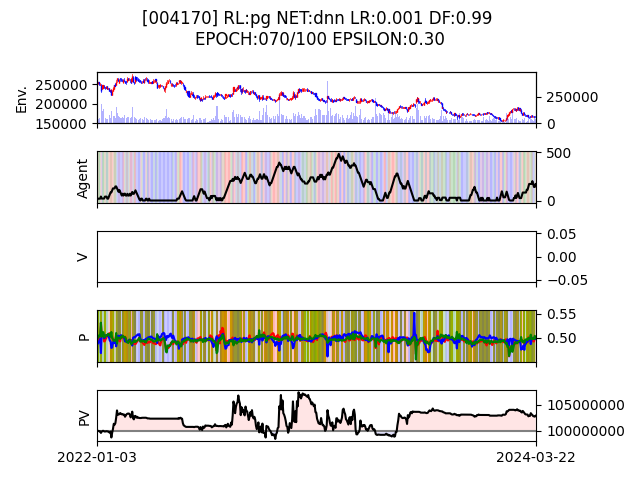 [004170] RL:pg NET:dnn LR:0.001 DF:0.99
EPOCH:070/100 EPSILON:0.30
Env.
250000
200000
150000
250000
0
Agent
500
0
V
0.05
0.00
−0.05
P
0.55
0.50
PV
105000000
100000000
2022-01-03
2024-03-22